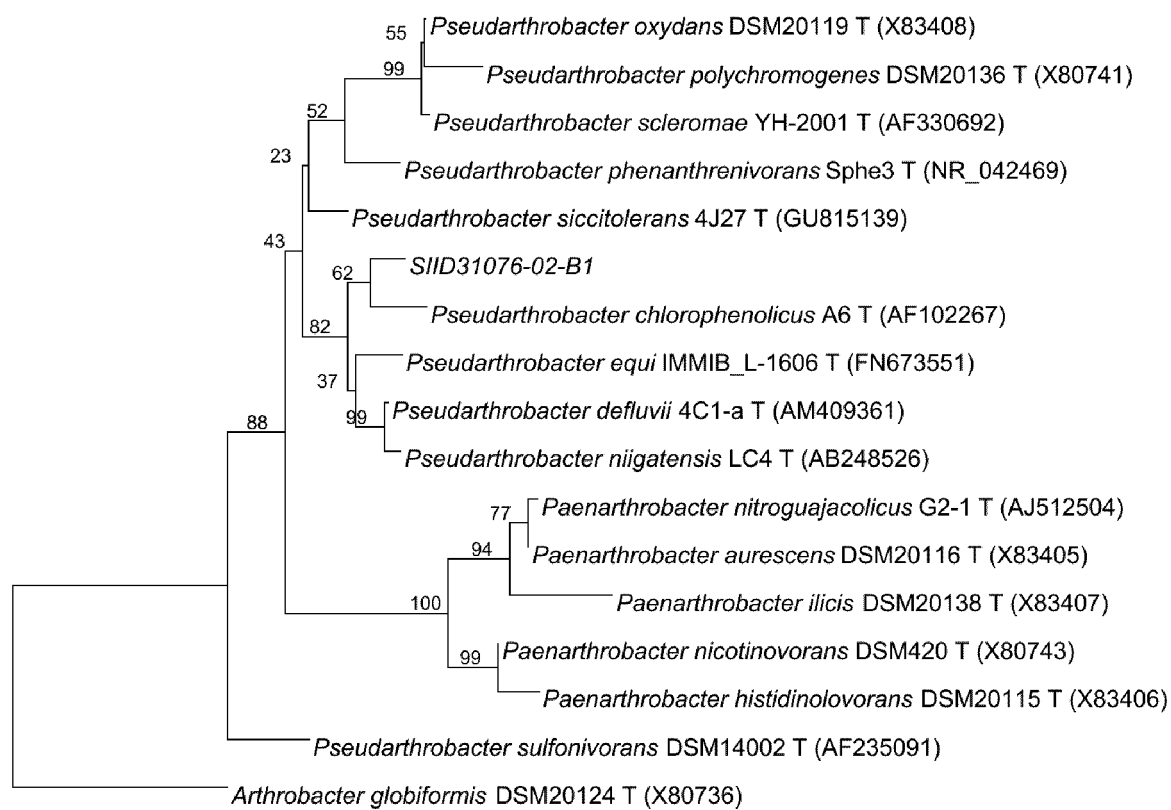 Pseudarthrobacter oxydans DSM20119 T (X83408)
55
Pseudarthrobacter polychromogenes DSM20136 T (X80741)
99
Pseudarthrobacter scleromae YH-2001 T (AF330692)
52
Pseudarthrobacter phenanthrenivorans Sphe3 T (NR_042469)
23
Pseudarthrobacter siccitolerans 4J27 T (GU815139)
43
SIID31076-02-B1
62
Pseudarthrobacter chlorophenolicus A6 T (AF102267)
82
Pseudarthrobacter equi IMMIB_L-1606 T (FN673551)
37
Pseudarthrobacter defluvii 4C1-a T (AM409361)
99
Pseudarthrobacter niigatensis LC4 T (AB248526)
88
Paenarthrobacter nitroguajacolicus G2-1 T (AJ512504)
77
Paenarthrobacter aurescens DSM20116 T (X83405)
94
Paenarthrobacter ilicis DSM20138 T (X83407)
100
Paenarthrobacter nicotinovorans DSM420 T (X80743)
99
Paenarthrobacter histidinolovorans DSM20115 T (X83406)
Pseudarthrobacter sulfonivorans DSM14002 T (AF235091)
Arthrobacter globiformis DSM20124 T (X80736)